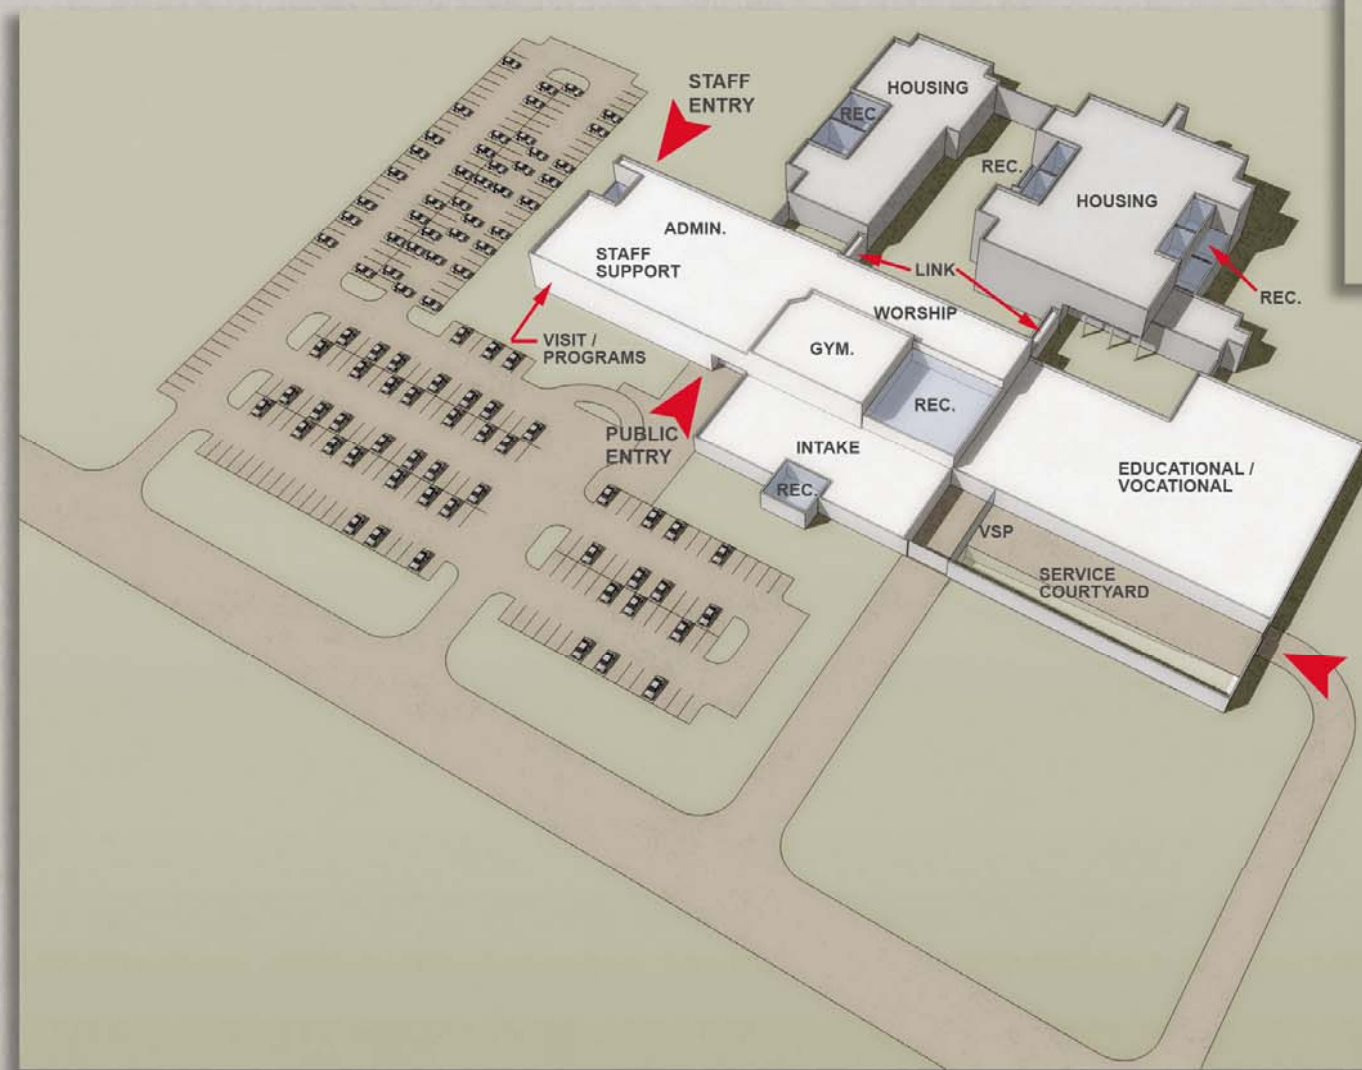 STAFF
ENTRY
HOUSING
REC
REC.
HOUSING
ADMIN.
STAFF
SUPPORT
LINK
REC.
WORSHIP
VISIT /
PROGRAMS
GYM.
REC.
PUBLIC
ENTRY
INTAKE
EDUCATIONAL /
VOCATIONAL
REC.
VSP
SERVICE
COURTYARD